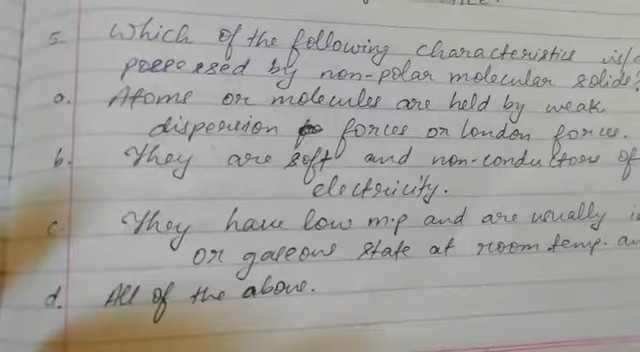 5. Which of the following characteristics is/
possessed by non-polar molecular solids?
a. Atoms or molecules are held by weak
dispersion forces or london forces.
b. They are soft and non-conductors of
electricity.
c. They have low m.p and are usually
or gaseous state at room temp.
d. All of the above.